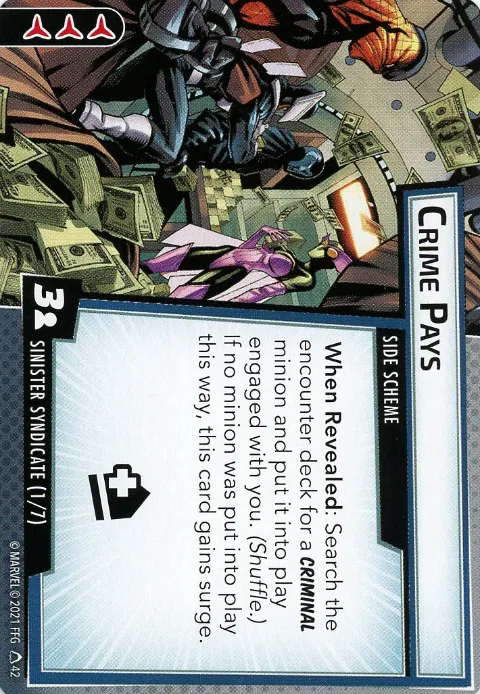 CRIME PAYS
SIDE SCHEME
When Revealed: Search the
encounter deck for a CRIMINAL
minion and put it into play
engaged with you. (Shuffle.)
If no minion was put into play
this way, this card gains surge.
3
SINISTER SYNDICATE (1/7)
© MARVEL © 2021 FFG 42